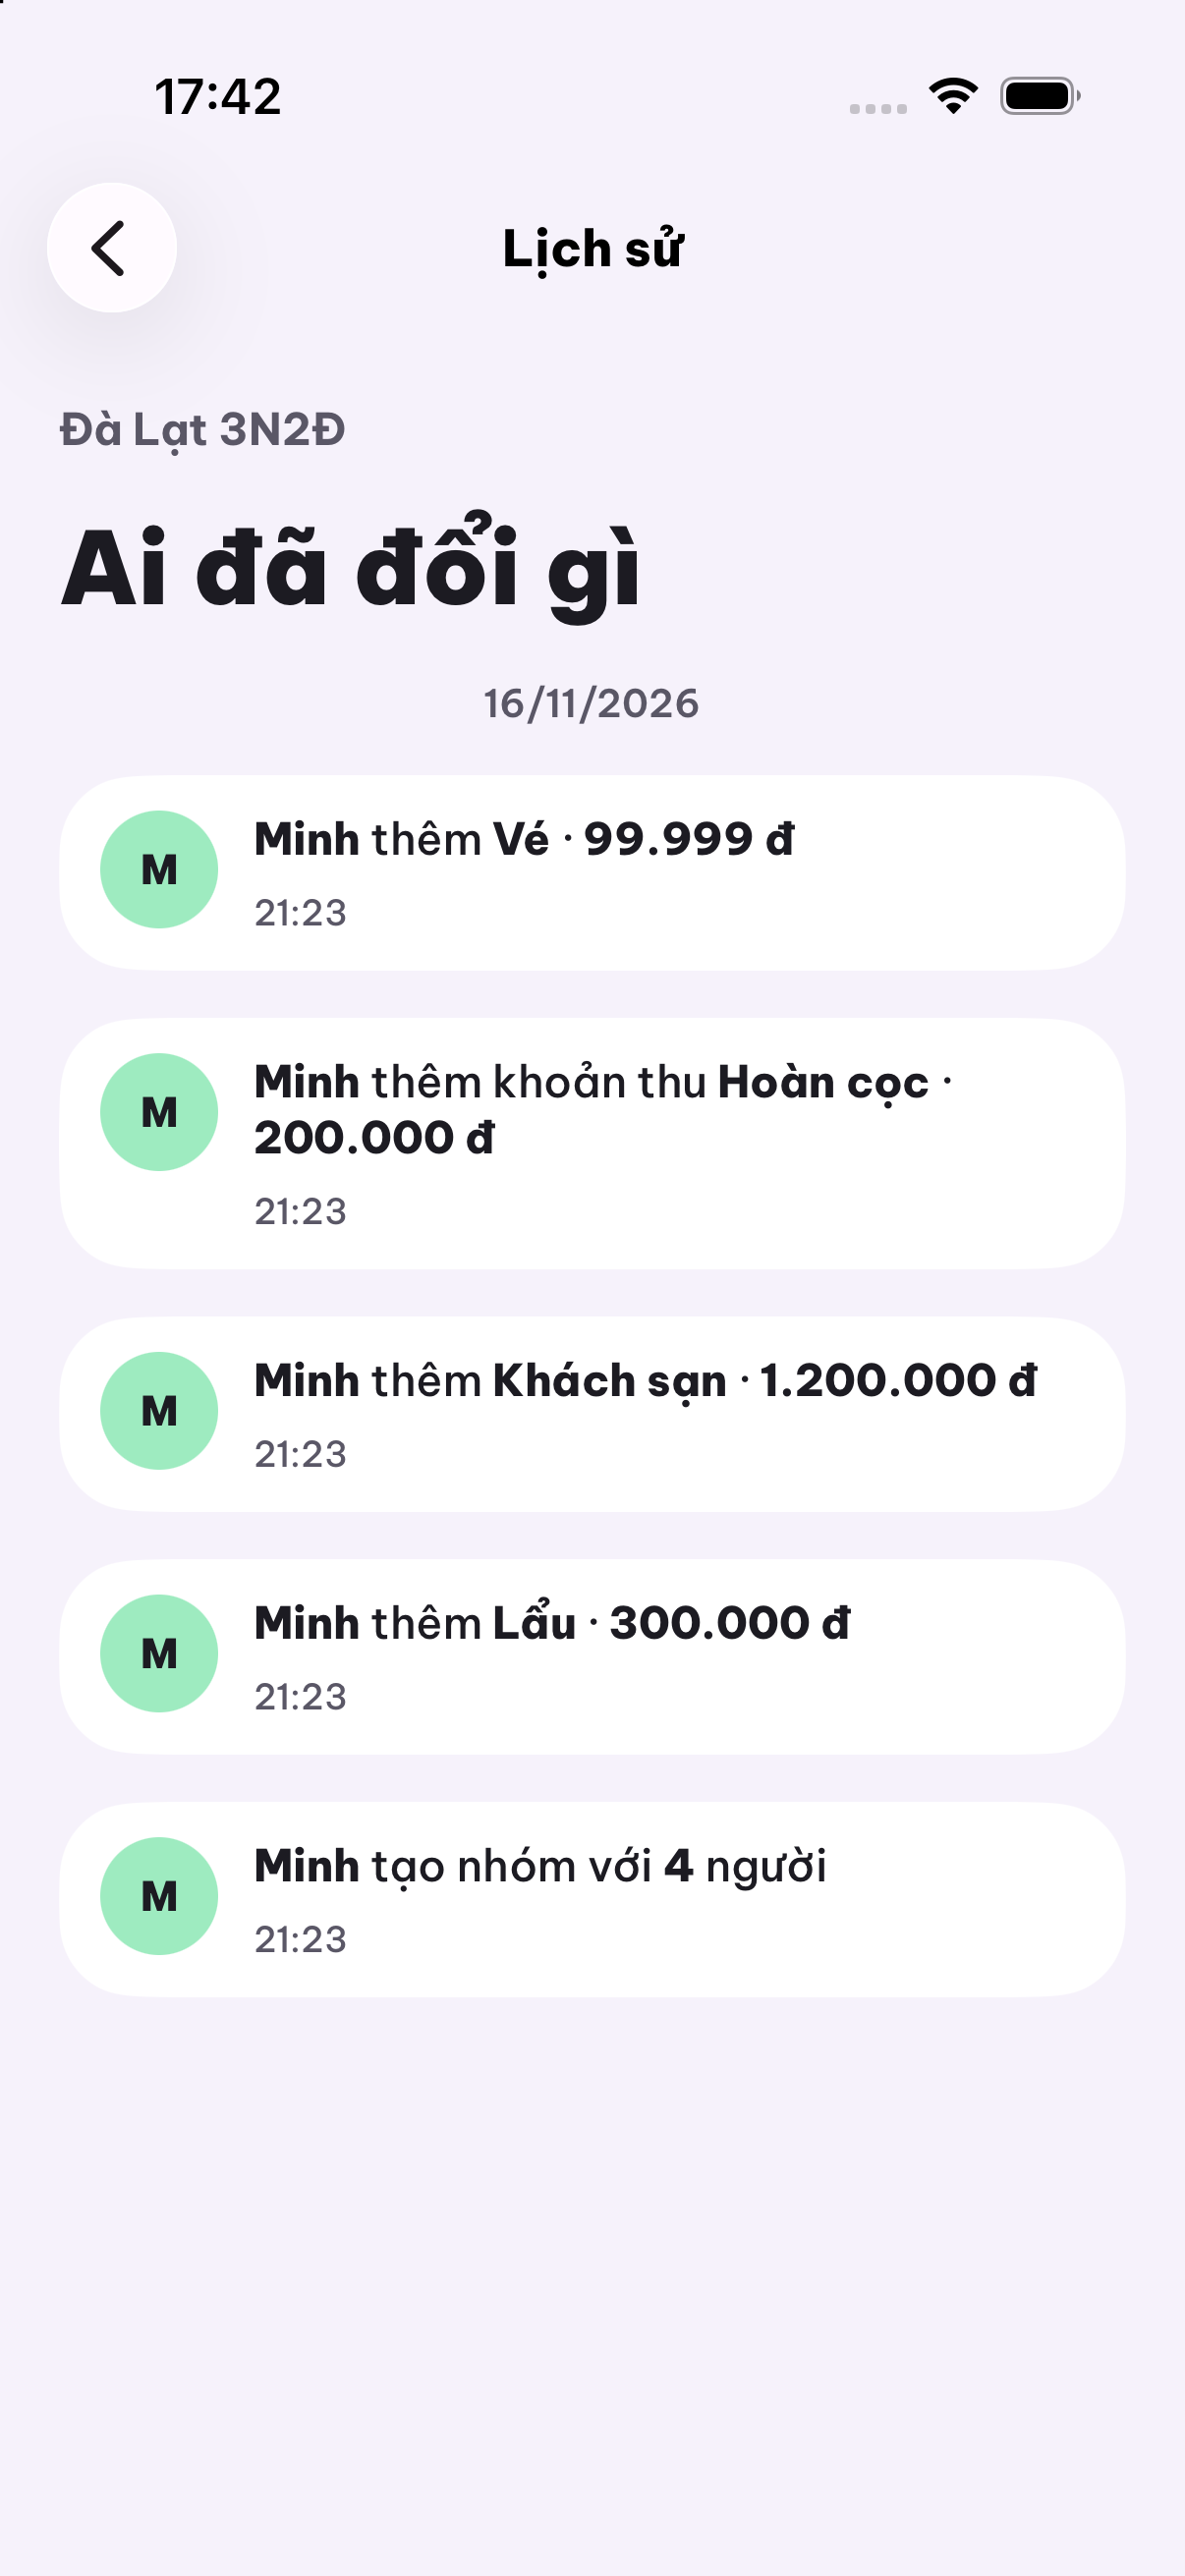 17:42
Lịch sử
Đà Lạt 3N2Đ
Ai đã đổi gì
16/11/2026
M
Minh thêm Vé · 99.999 đ
21:23
M
Minh thêm khoản thu Hoàn cọc ·
200.000 đ
21:23
M
Minh thêm Khách sạn · 1.200.000 đ
21:23
M
Minh thêm Lẩu · 300.000 đ
21:23
M
Minh tạo nhóm với 4 người
21:23